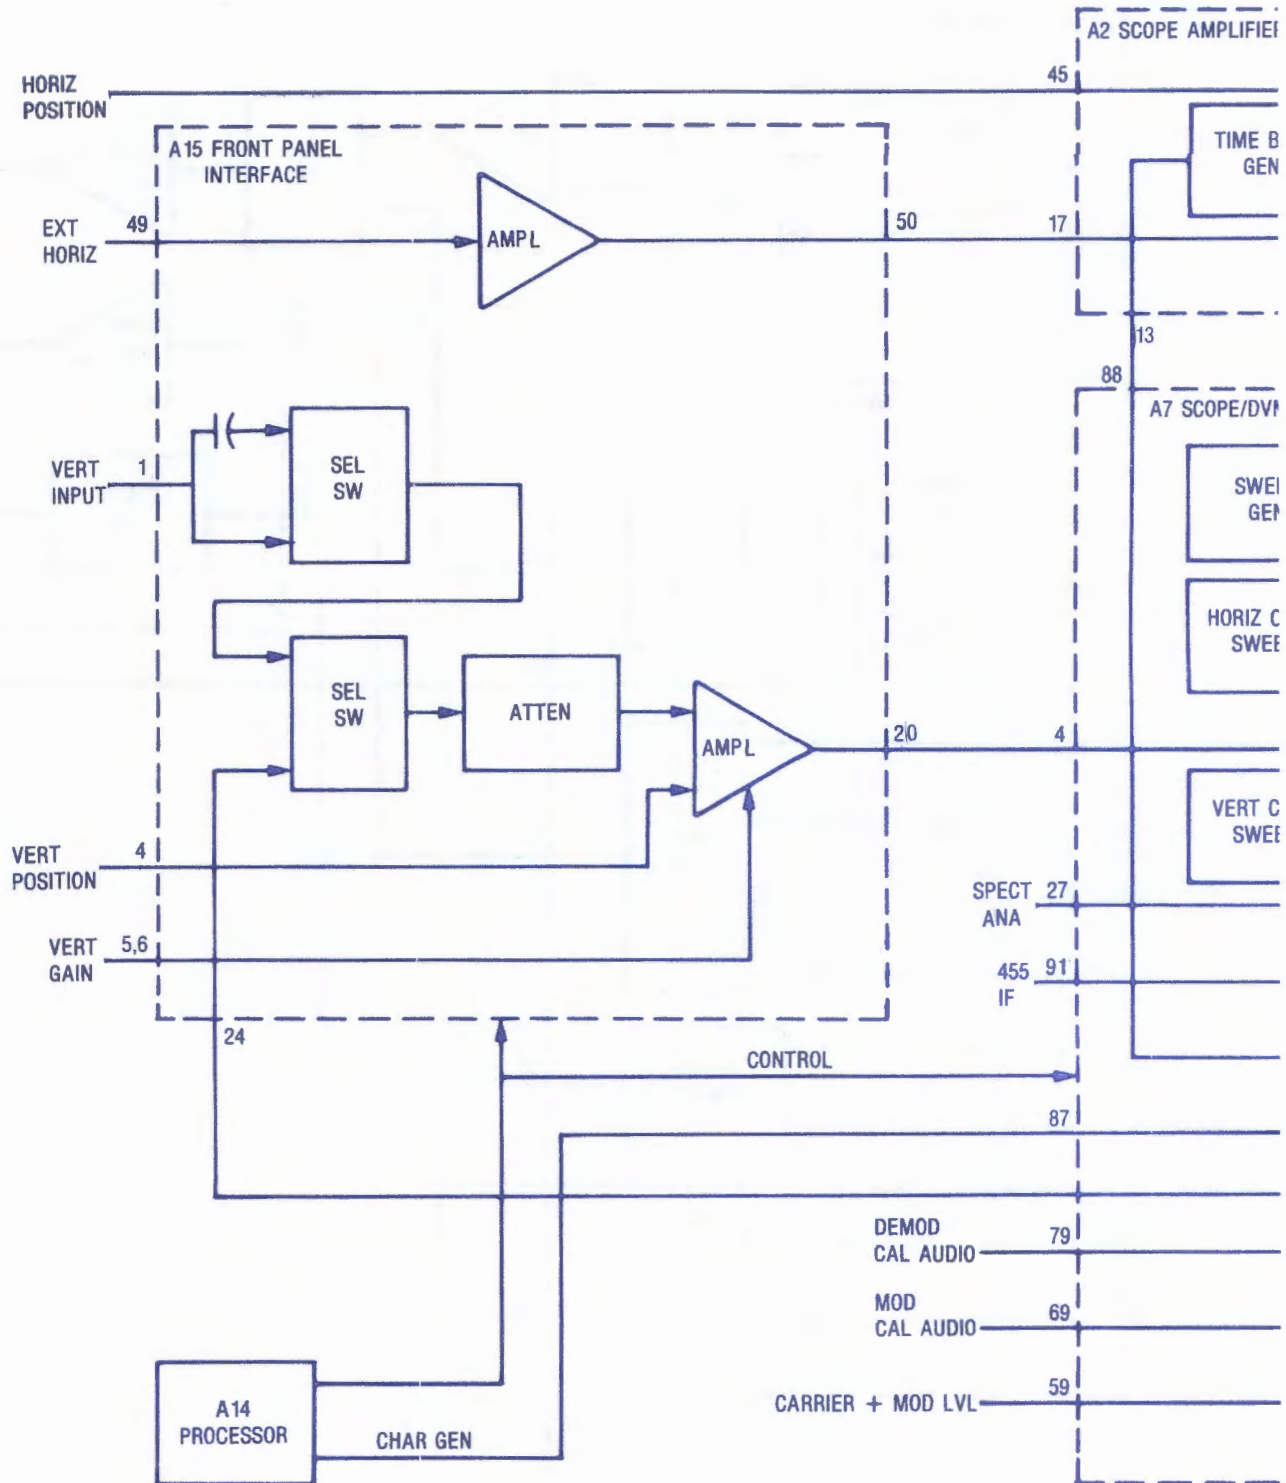 A2 SCOPE AMPLIFIE
HORIZ
POSITION
45
A15 FRONT PANEL
INTERFACE
TIME B
GEN
EXT
HORIZ
49
AMPL
50
17
13
88
A7 SCOPE/DV
VERT
INPUT
1
SEL
SW
SWE
GEN
HORIZ C
SWEE
SEL
SW
ATTEN
AMPL
20
4
VERT C
SWEE
VERT
POSITION
4
SPECT
ANA
27
VERT
GAIN
5,6
455
IF
91
24
CONTROL
87
DEMOD
CAL AUDIO
79
MOD
CAL AUDIO
69
CARRIER + MOD LVL
59
A14
PROCESSOR
CHAR GEN